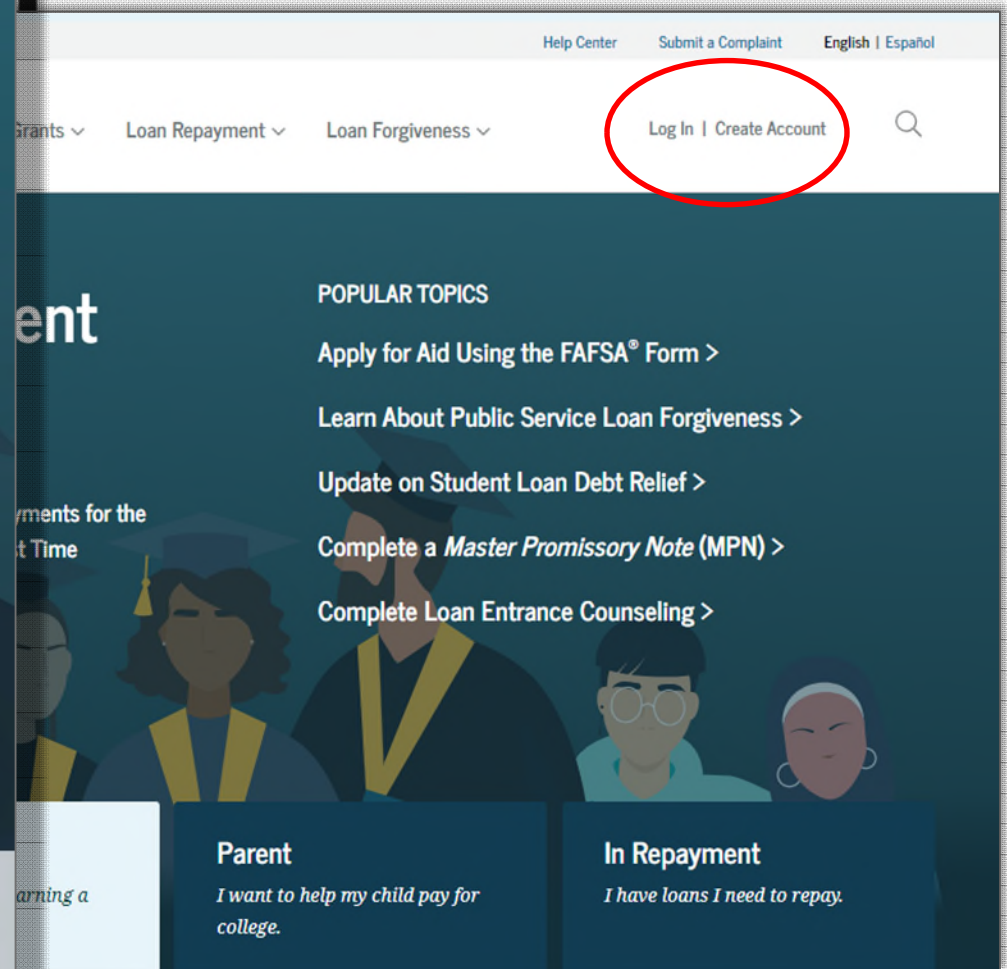 Help Center Submit a Complaint English | Español
Grants Loan Repayment Loan Forgiveness Log In | Create Account
ent
POPULAR TOPICS
Apply for Aid Using the FAFSA® Form >
Learn About Public Service Loan Forgiveness >
Update on Student Loan Debt Relief >
yments for the
t Time
Complete a Master Promissory Note (MPN) >
Complete Loan Entrance Counseling >
arning a
Parent
I want to help my child pay for
college.
In Repayment
I have loans I need to repay.